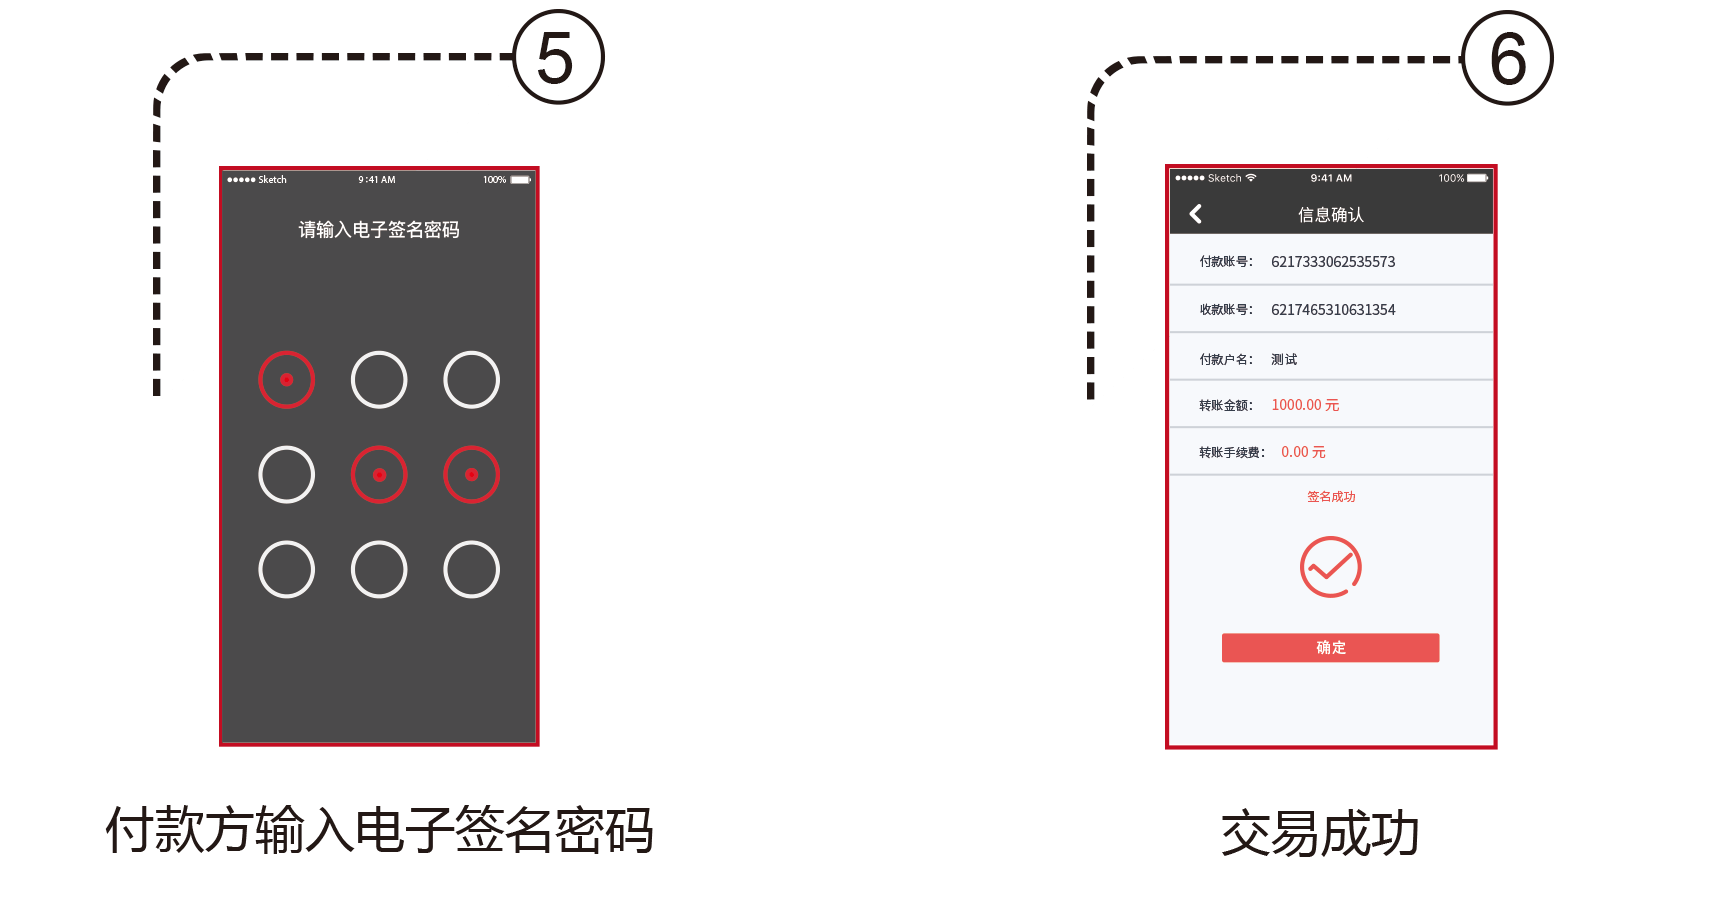 5
Sketch 9:41 AM 100%
请输入电子签名密码
付款方输入电子签名密码
6
Sketch 9:41 AM 100%
信息确认
付款账号： 6217333062535573
收款账号： 6217465310631354
付款户名： 测试
转账金额： 1000.00 元
转账手续费： 0.00 元
签名成功
确定
交易成功